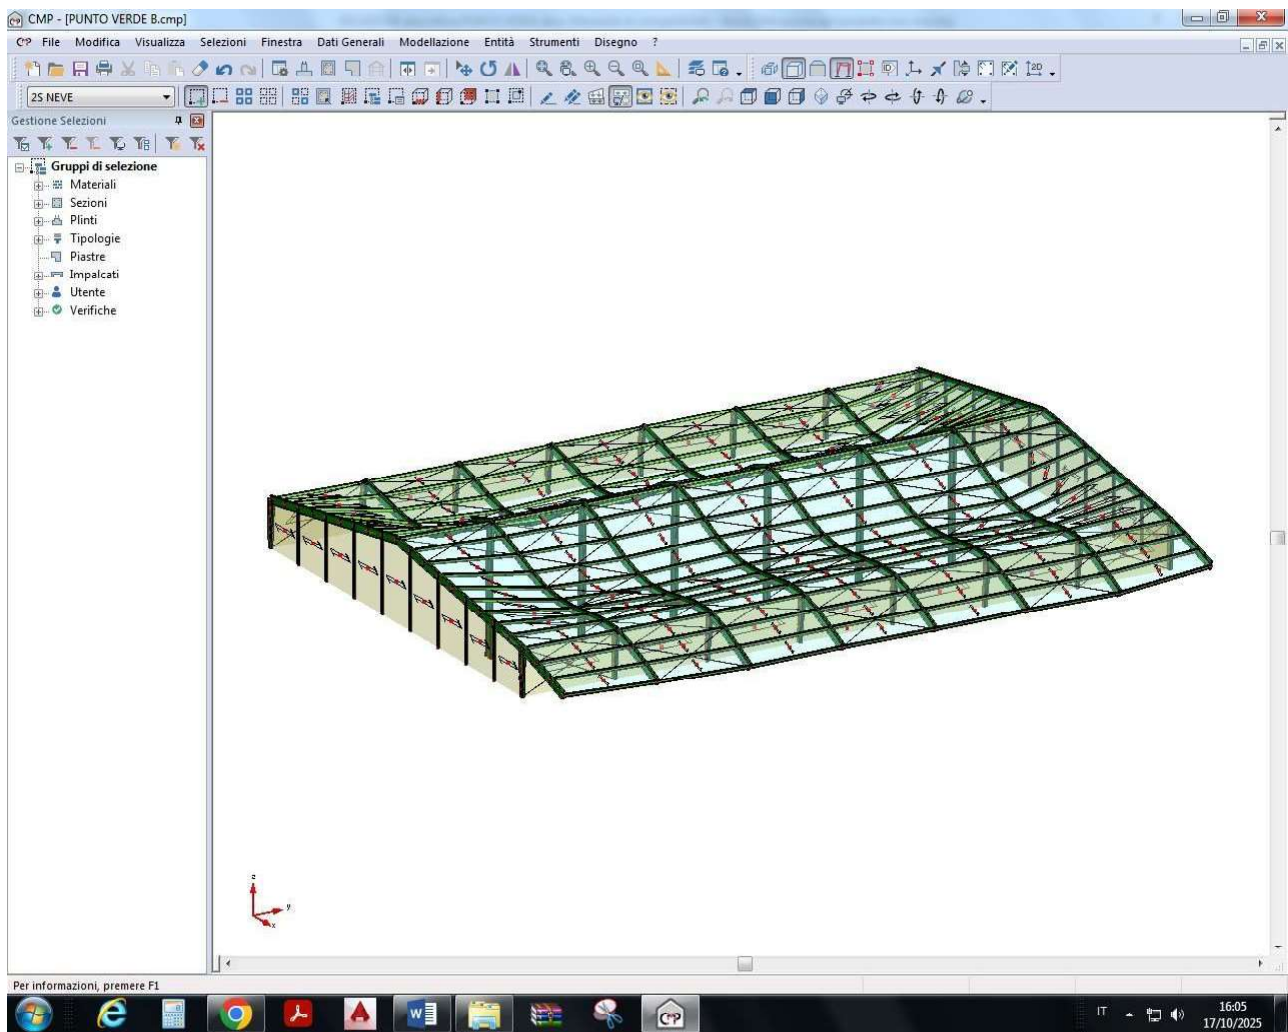 CMP - [PUNTO VERDE B.cmp]
CMP File Modifica Visualizza Selezioni Finestra Dati Generali Modellazione Entità Strumenti Disegno ?
2D
2S NEVE
Gestione Selezioni
Gruppi di selezione
Materiali
Sezioni
Plinti
Tipologie
Piastre
Impalcati
Utente
Verifiche
z
y
x
Per informazioni, premere F1
IT
16:05
17/10/2025